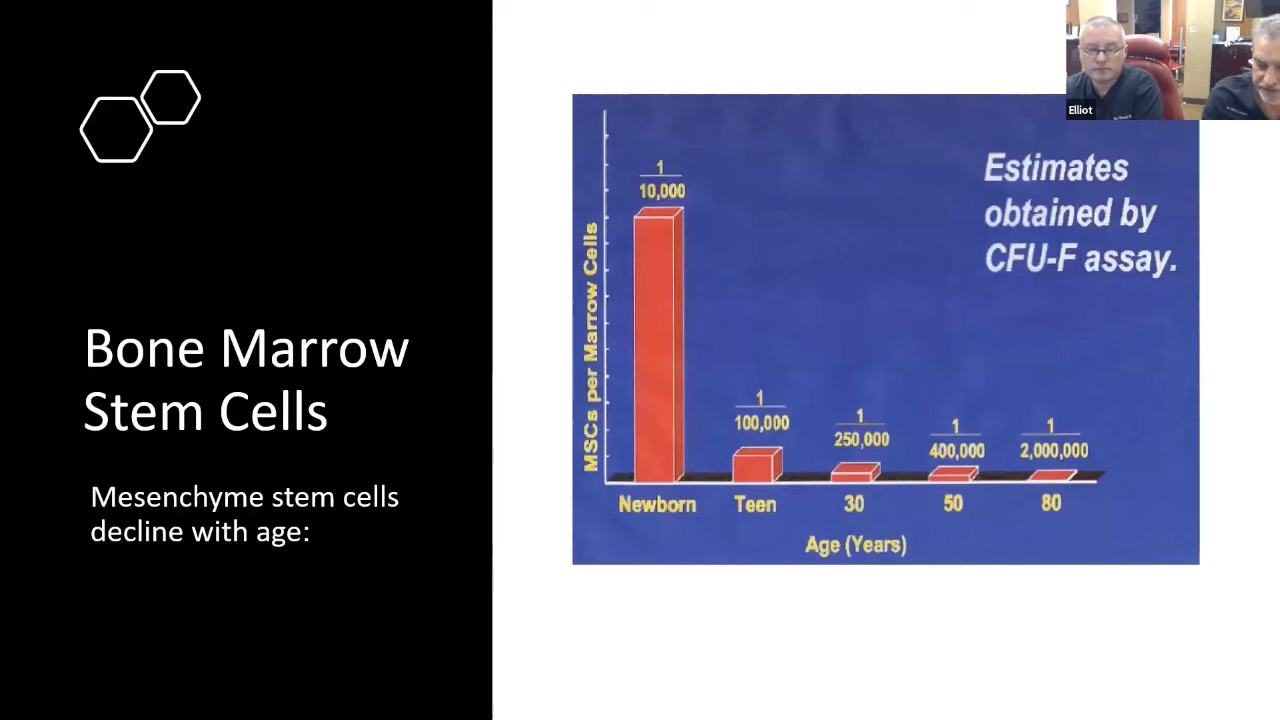 Bone Marrow
Stem Cells
Mesenchyme stem cells
decline with age:
Elliot
Estimates
obtained by
CFU-F assay.
MSCs per Marrow Cells
1
10,000
1
100,000
1
250,000
1
400,000
1
2,000,000
Newborn Teen 30 50 80
Age (Years)